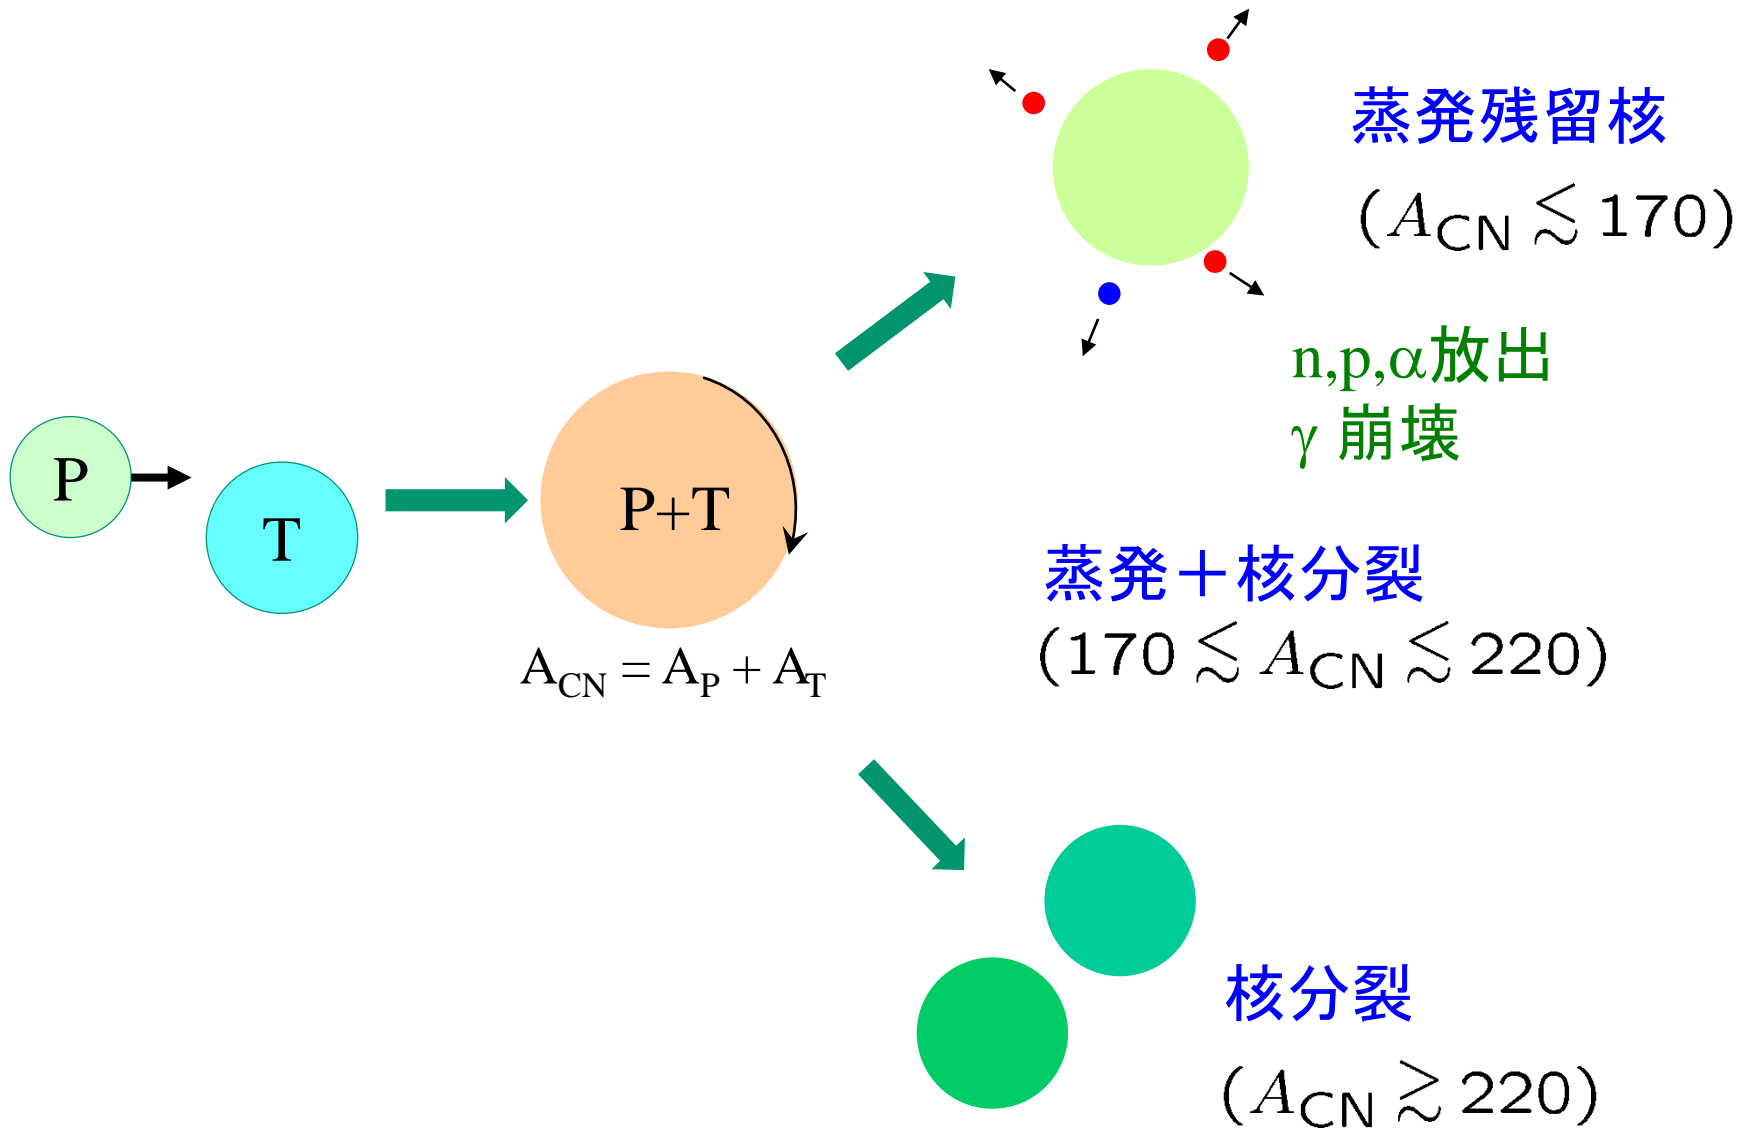 P
T
P+T
A_CN = A_P + A_T
蒸発残留核
(A_CN ≲ 170)
n,p,α放出
γ 崩壊
蒸発＋核分裂
(170 ≲ A_CN ≲ 220)
核分裂
(A_CN ≳ 220)